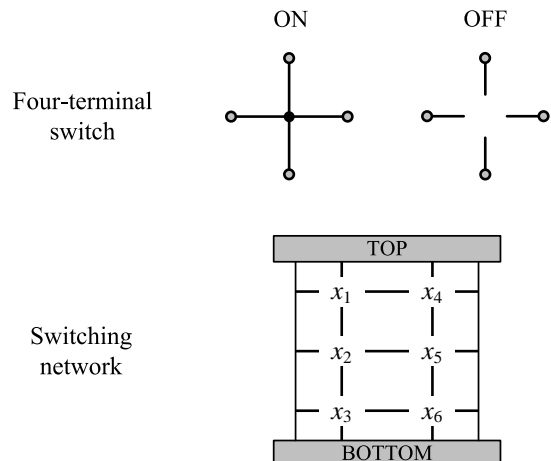 ON OFF
Four-terminal
switch
TOP
x₁ x₄
Switching
network
x₂ x₅
x₃ x₆
BOTTOM